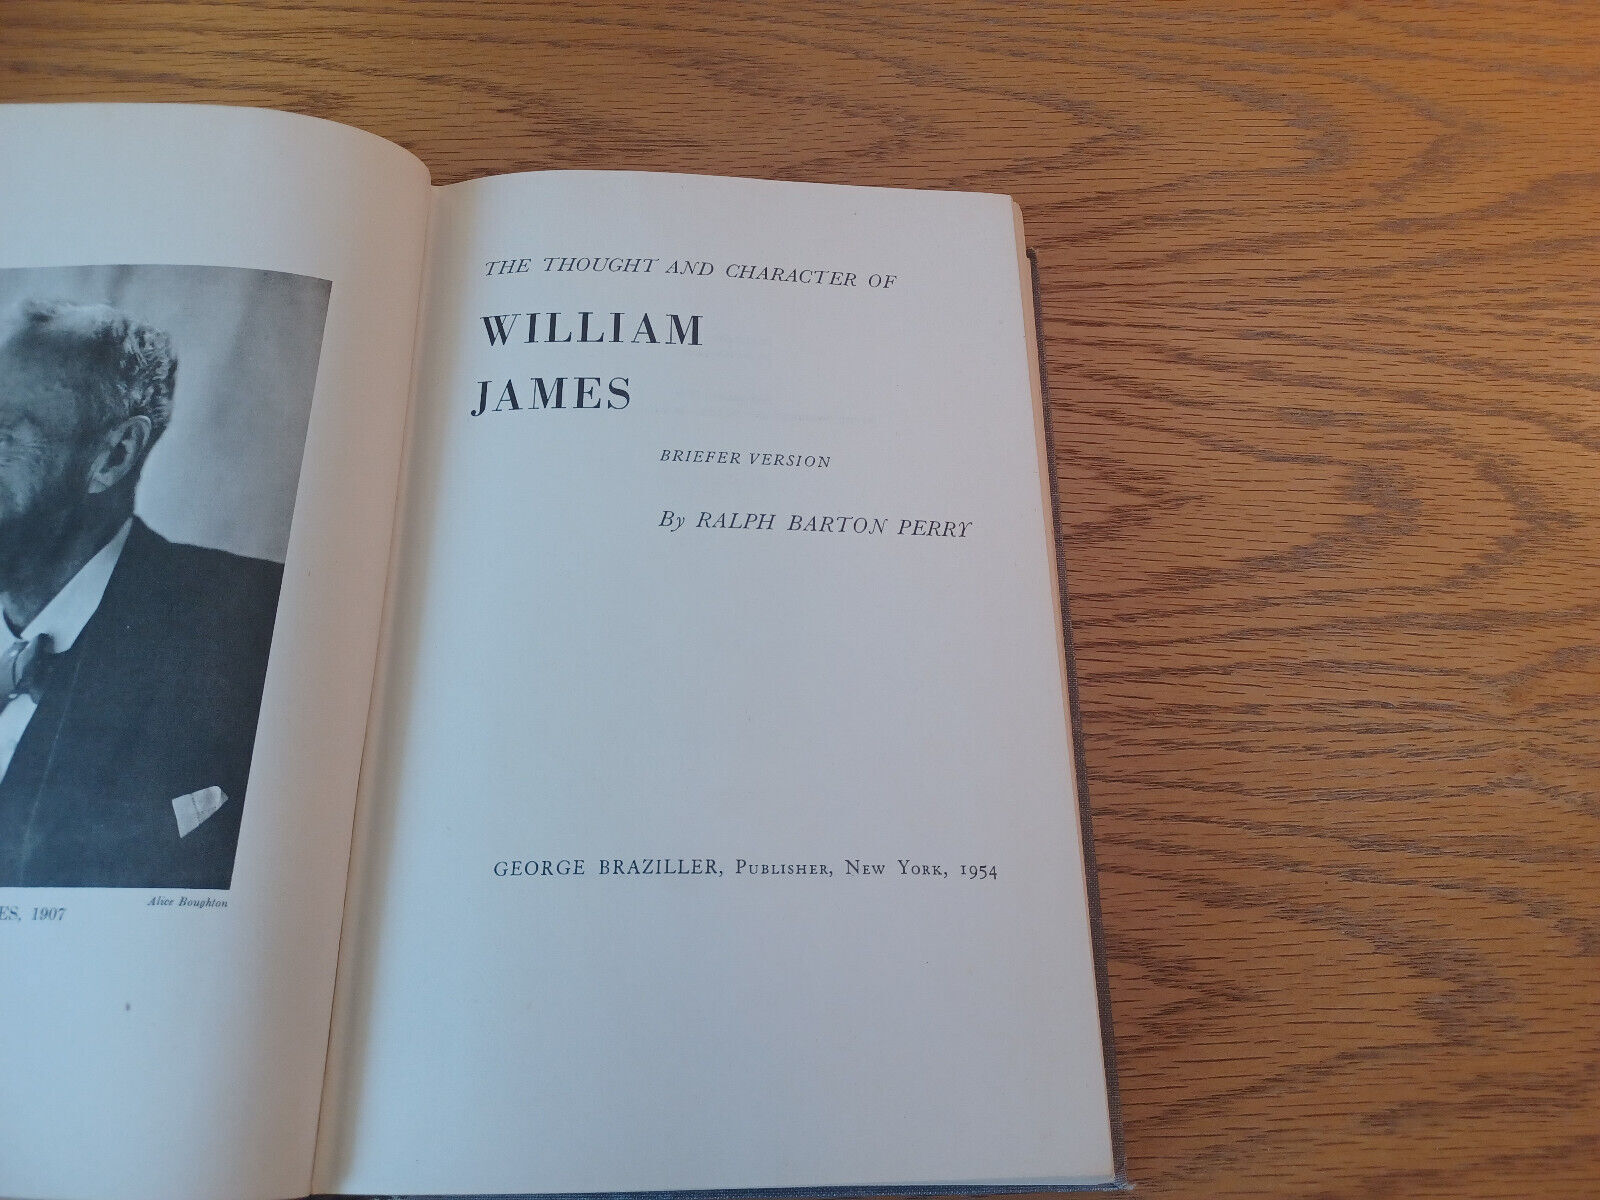 ES, 1907
Alice Boughton
THE THOUGHT AND CHARACTER OF
WILLIAM
JAMES
BRIEFER VERSION
By RALPH BARTON PERRY
GEORGE BRAZILLER, PUBLISHER, NEW YORK, 1954